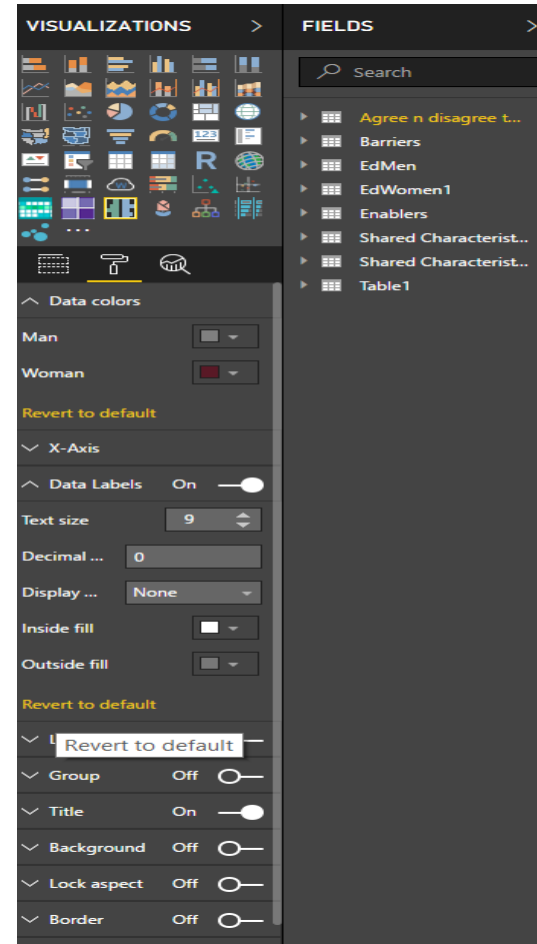 VISUALIZATIONS >
FIELDS >
Search
123
R
Agree n disagree t...
Barriers
EdMen
EdWomen1
Enablers
Shared Characterist...
Shared Characterist...
Table1
Data colors
Man
Woman
Revert to default
X-Axis
Data Labels On
Text size 9
Decimal ... 0
Display ... None
Inside fill
Outside fill
Revert to default
Revert to default
Group Off
Title On
Background Off
Lock aspect Off
Border Off